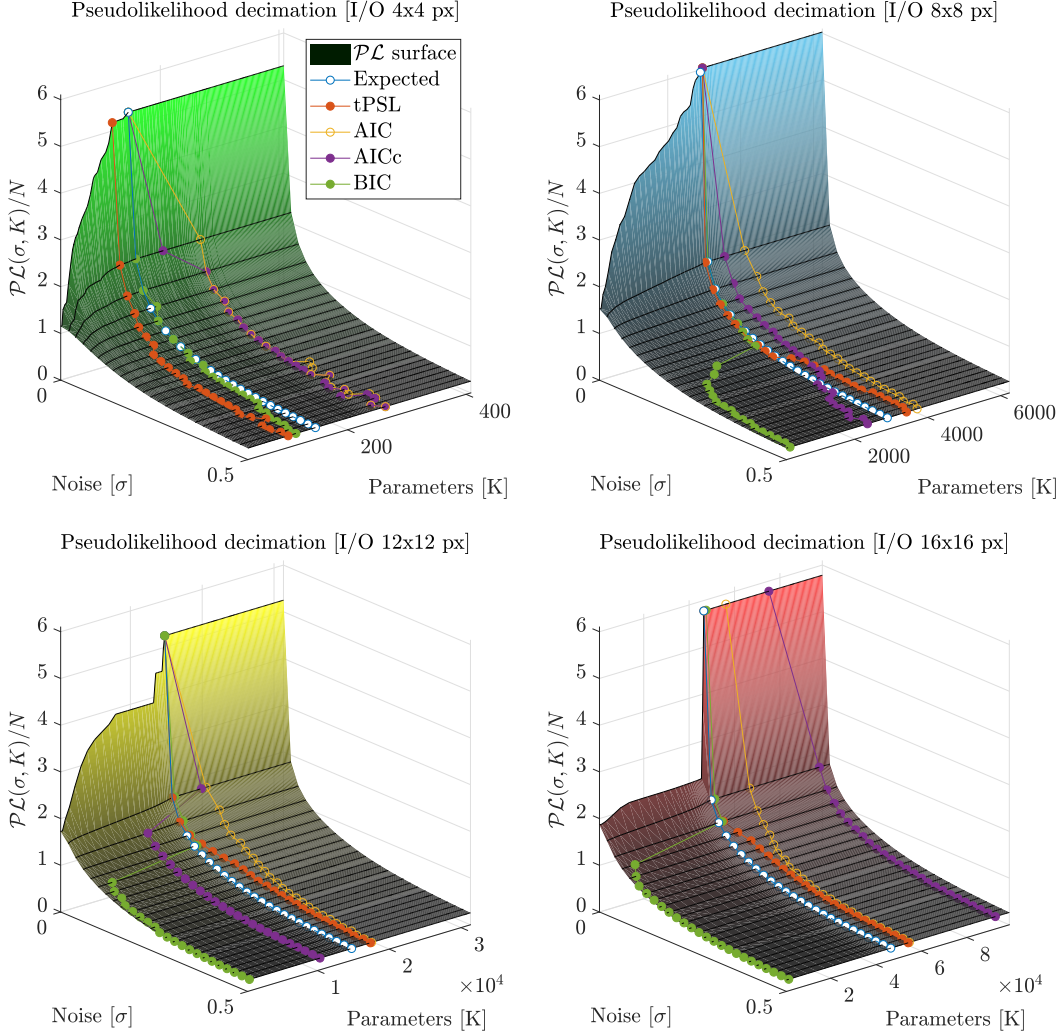 Pseudolikelihood decimation [I/O 4x4 px]
6
5
4
3
2
1
0
0
0.5
200
400
𝒫ℒ(σ, K)/N
Noise [σ]
Parameters [K]
𝒫ℒ surface
Expected
tPSL
AIC
AICc
BIC
Pseudolikelihood decimation [I/O 8x8 px]
6
5
4
3
2
1
0
0
0.5
2000
4000
6000
𝒫ℒ(σ, K)/N
Noise [σ]
Parameters [K]
Pseudolikelihood decimation [I/O 12x12 px]
6
5
4
3
2
1
0
0
0.5
1
2
3
×10⁴
𝒫ℒ(σ, K)/N
Noise [σ]
Parameters [K]
Pseudolikelihood decimation [I/O 16x16 px]
6
5
4
3
2
1
0
0
0.5
2
4
6
8
×10⁴
𝒫ℒ(σ, K)/N
Noise [σ]
Parameters [K]